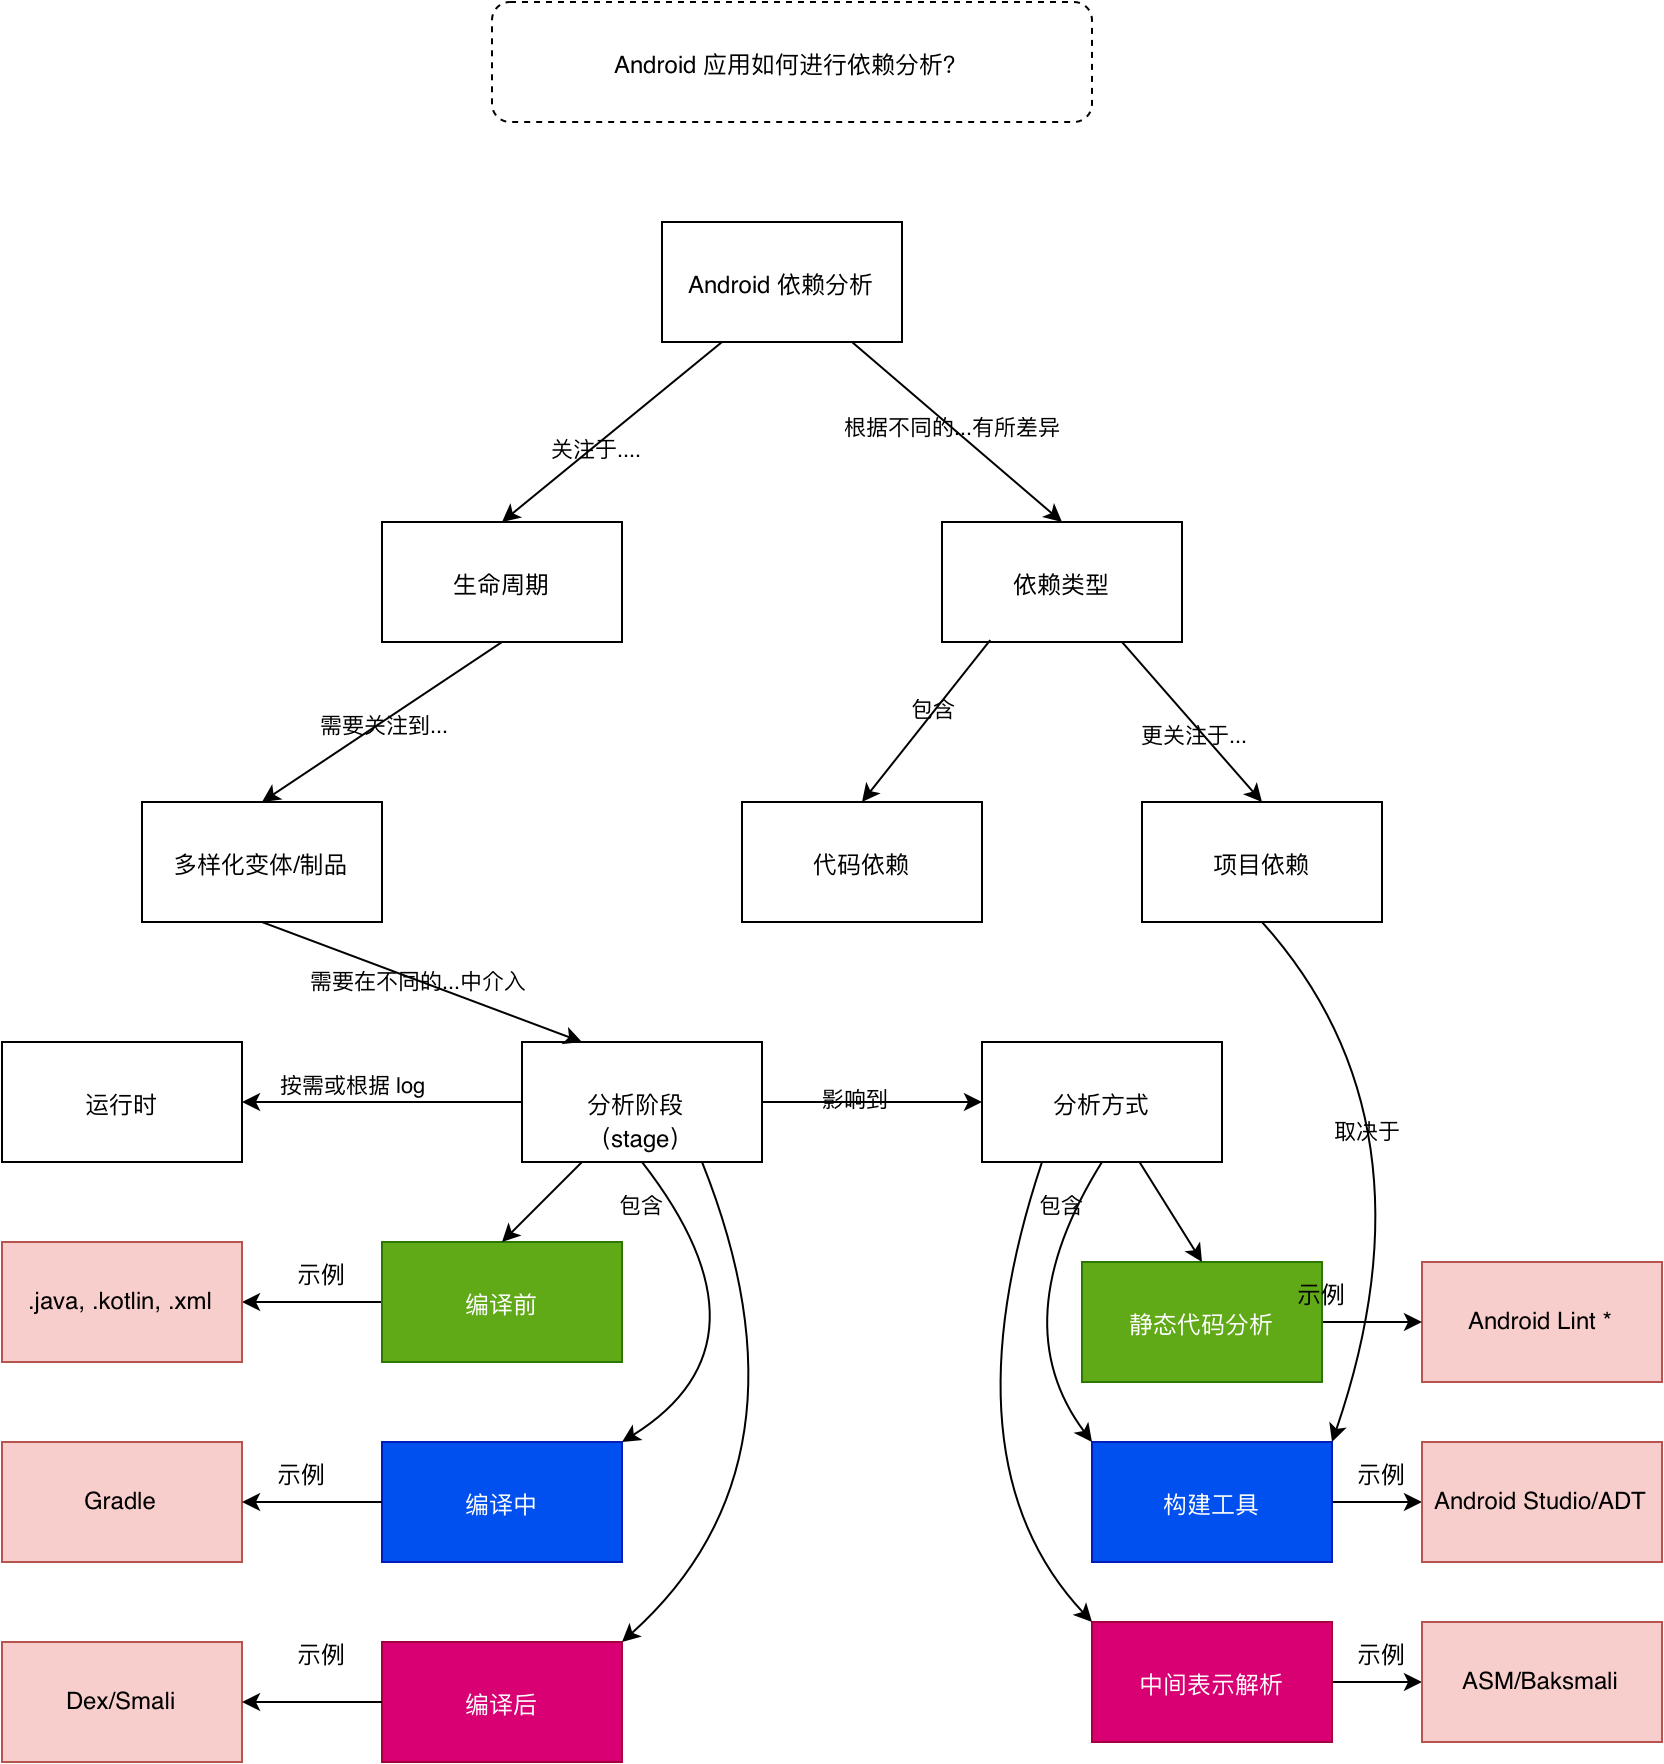 Android 应用如何进行依赖分析?
Android 依赖分析
根据不同的...有所差异
关注于....
生命周期
依赖类型
包含
需要关注到...
更关注于...
多样化变体/制品
代码依赖
项目依赖
需要在不同的...中介入
按需或根据 log
影响到
运行时
分析阶段
（stage）
分析方式
取决于
包含
包含
示例
示例
.java, .kotlin, .xml
编译前
静态代码分析
Android Lint *
示例
示例
Gradle
编译中
构建工具
Android Studio/ADT
示例
示例
Dex/Smali
编译后
中间表示解析
ASM/Baksmali